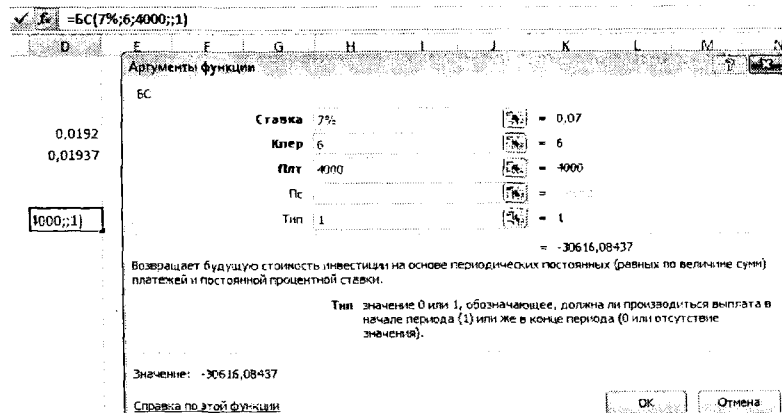 =БС(7%;6;4000;;1)
D E F G H I J K L M N
Аргументы функции
БС
Ставка 7% = 0,07
Кпер 6 = 6
Плт 4000 = 4000
Пс =
Тип 1 = 1
0,0192
0,01937
4000;;1)
= -30616,08437
Возвращает будущую стоимость инвестиции на основе периодических постоянных (равных по величине сумм) платежей и постоянной процентной ставки.
Тип значение 0 или 1, обозначающее, должна ли производиться выплата в
начале периода (1) или же в конце периода (0 или отсутствие
значения).
Значение: -30616,08437
Справка по этой функции
ОК
Отмена